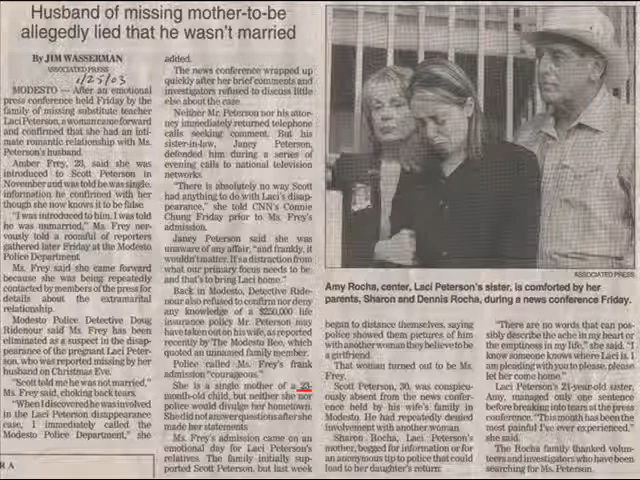 Husband of missing mother-to-be
allegedly lied that he wasn't married
By JIM WASSERMAN
ASSOCIATED PRESS
1/25/03
MODESTO — After an emotional
press conference held Friday by the
family of missing substitute teacher
Laci Peterson, a woman came forward
and confirmed that she had an inti-
mate romantic relationship with Ms.
Peterson's husband.
Amber Frey, 28, said she was
introduced to Scott Peterson in
November and was told he was single,
information he confirmed with her
though she now knows it to be false.
"I was introduced to him. I was told
he was unmarried," Ms. Frey ner-
vously told a roomful of reporters
gathered later Friday at the Modesto
Police Department.
Ms. Frey said she came forward
because she was being repeatedly
contacted by members of the press for
details about the extramarital
relationship.
Modesto Police Detective Doug
Ridenour said Ms. Frey has been
eliminated as a suspect in the disap-
pearance of the pregnant Laci Peter-
son, who was reported missing by her
husband on Christmas Eve.
"Scott told me he was not married,"
Ms. Frey said, choking back tears.
"When I discovered he was involved
in the Laci Peterson disappearance
case, I immediately called the
Modesto Police Department," she
RA
added.
The news conference wrapped up
quickly after her brief comments and
investigators refused to discuss little
else about the case.
Neither Mr. Peterson nor his attor-
ney immediately returned telephone
calls seeking comment. But his
sister-in-law, Janey Peterson,
defended him during a series of
evening calls to national television
networks.
"There is absolutely no way Scott
had anything to do with Laci's disap-
pearance," she told CNN's Connie
Chung Friday prior to Ms. Frey's
admission.
Janey Peterson said she was
unaware of any affair, "and frankly, it
wouldn't matter. It's a distraction from
what our primary focus needs to be
and that's to bring Laci home."
Back in Modesto, Detective Ride-
nour also refused to confirm nor deny
any knowledge of a $250,000 life
insurance policy Mr. Peterson may
have taken out on his wife, as reported
recently by The Modesto Bee, which
quoted an unnamed family member.
Police called Ms. Frey's frank
admission "courageous."
She is a single mother of a 23-
month-old child, but neither she nor
police would divulge her hometown.
She did not answer questions after she
made her statements.
Ms. Frey's admission came on an
emotional day for Laci Peterson's
relatives. The family initially sup-
ported Scott Peterson, but last week
ASSOCIATED PRESS
Amy Rocha, center, Laci Peterson's sister, is comforted by her
parents, Sharon and Dennis Rocha, during a news conference Friday.
began to distance themselves, saying
police showed them pictures of him
with another woman they believe to be
a girlfriend.
That woman turned out to be Ms.
Frey.
Scott Peterson, 30, was conspicu-
ously absent from the news confer-
ence held by his wife's family in
Modesto. He had repeatedly denied
involvement with another woman.
Sharon Rocha, Laci Peterson's
mother, begged for information or for
an anonymous tip to police that could
lead to her daughter's return.
"There are no words that can pos-
sibly describe the ache in my heart or
the emptiness in my life," she said. "I
know someone knows where Laci is. I
am pleading with you to please, please
let her come home."
Laci Peterson's 21-year-old sister,
Amy, managed only one sentence
before breaking into tears at the press
conference. "This month has been the
most painful I've ever experienced,"
she said.
The Rocha family thanked volun-
teers and investigators who have been
searching for Ms. Peterson.